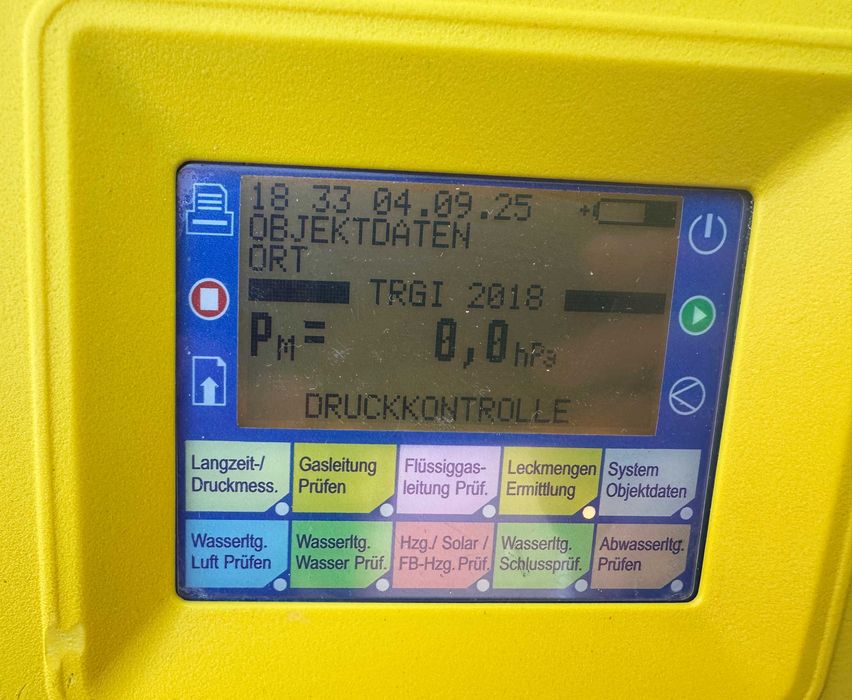 18 33 04.09.25
OBJEKTDATEN
ORT
TRGI 2018
PM= 0,0 hPa
DRUCKKONTROLLE
Langzeit-/
Druckmess.
Gasleitung
Prüfen
Flüssiggas-
leitung Prüf.
Leckmengen
Ermittlung
System
Objektdaten
Wasserltg.
Luft Prüfen
Wasserltg.
Wasser Prüf.
Hzg./ Solar /
FB-Hzg. Prüf.
Wasserltg.
Schlussprüf.
Abwasserltg.
Prüfen